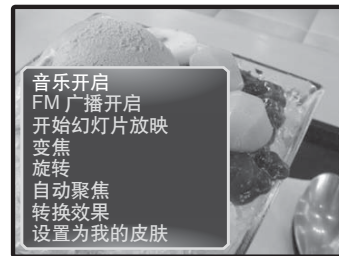 音乐开启
FM 广播开启
开始幻灯片放映
变焦
旋转
自动聚焦
转换效果
设置为我的皮肤